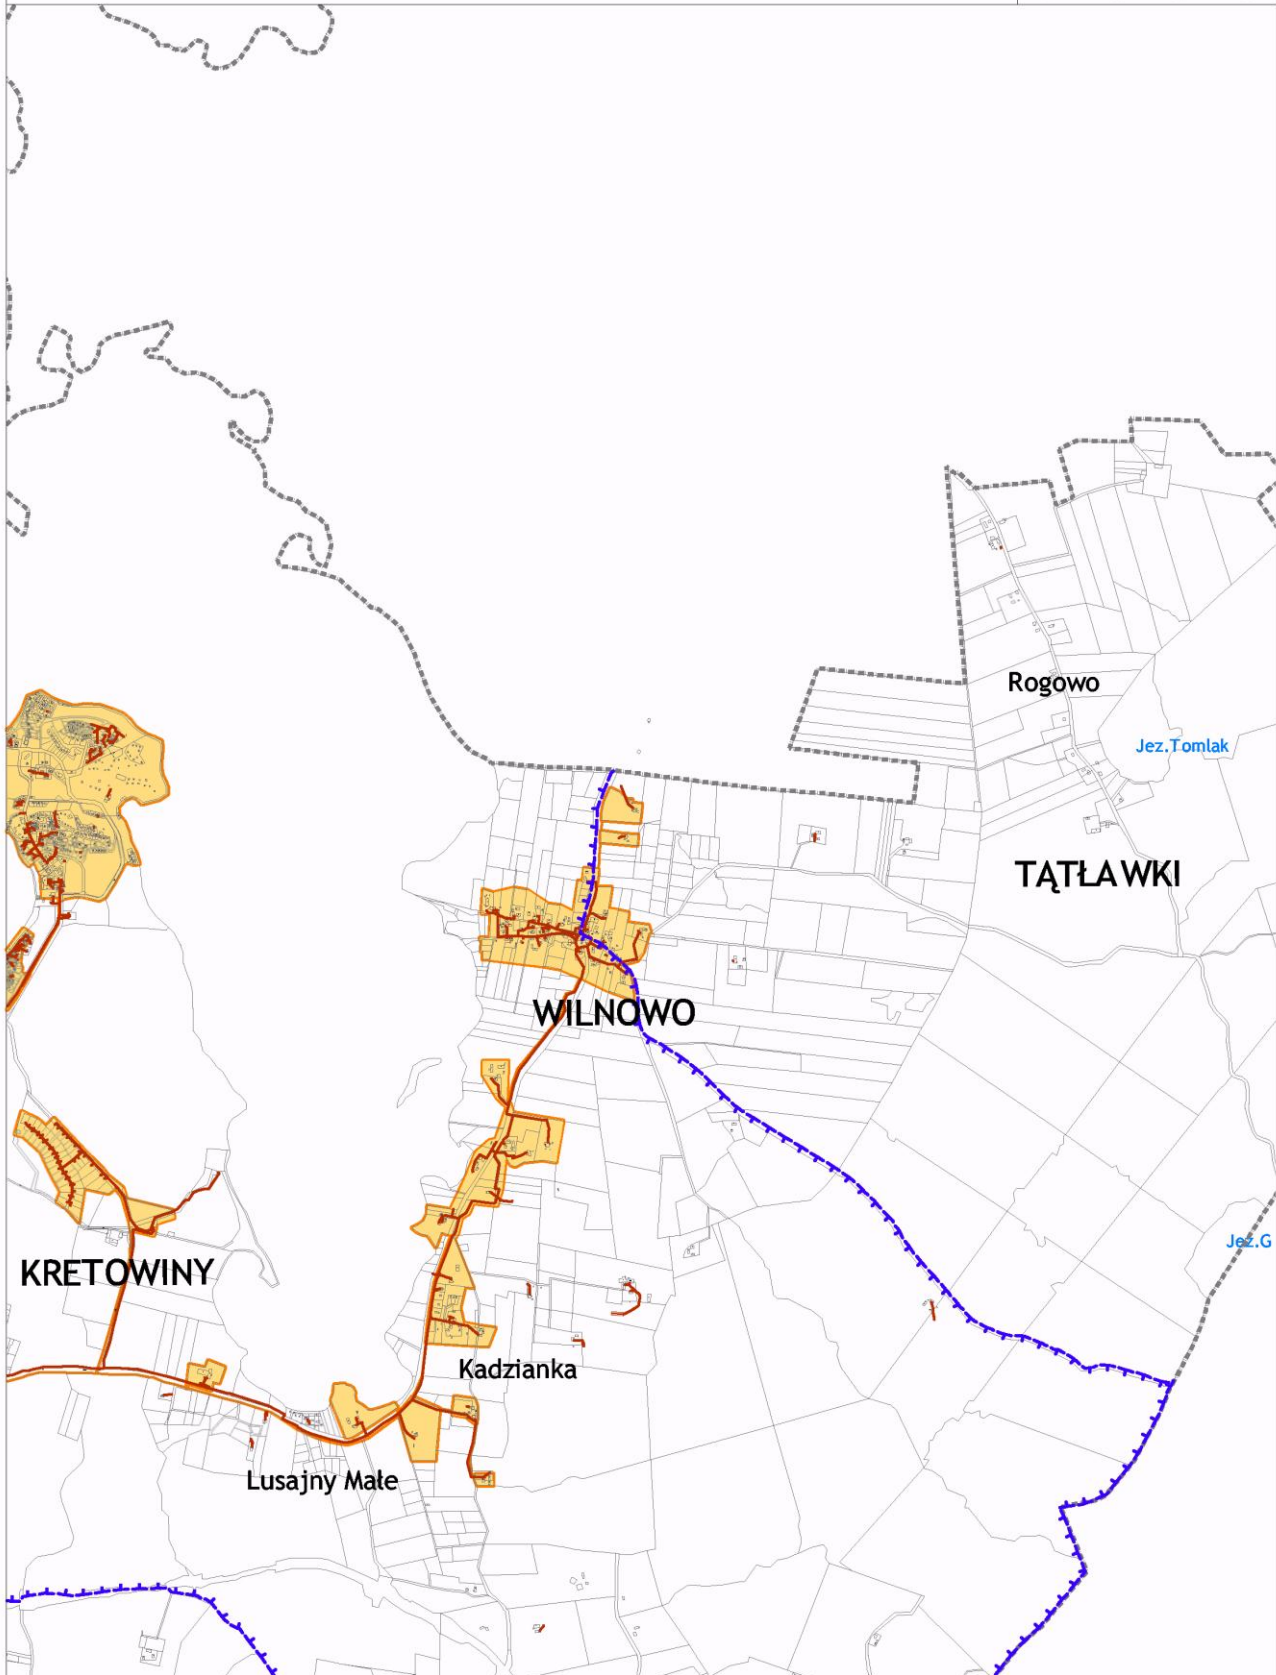 Rogowo
Jez.Tomlak
TĄTŁAWKI
WILNOWO
Jez.G
KRETOWINY
Kadzianka
Lusajny Małe